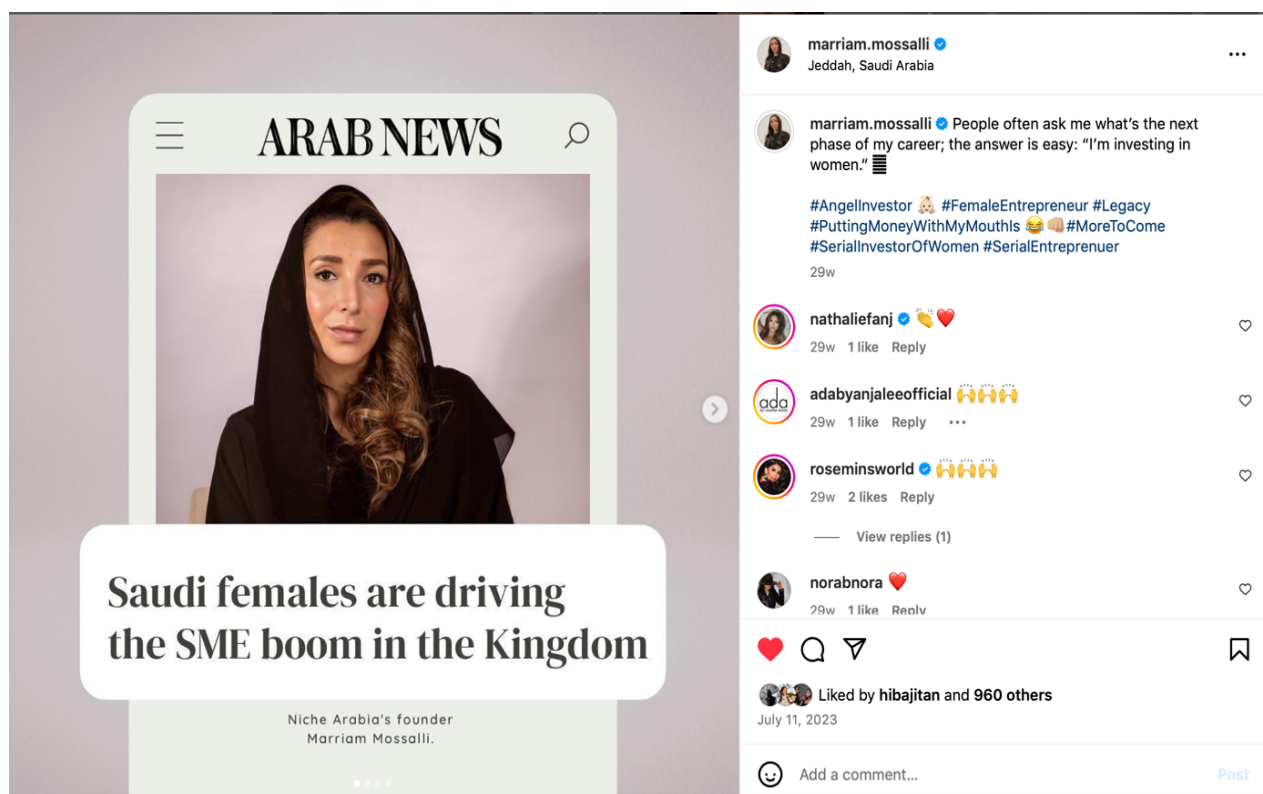 ARAB NEWS
Saudi females are driving
the SME boom in the Kingdom
Niche Arabia's founder
Marriam Mossalli.
marriam.mossalli
Jeddah, Saudi Arabia
marriam.mossalli People often ask me what's the next
phase of my career; the answer is easy: "I'm investing in
women."
#AngelInvestor 👶🏻 #FemaleEntrepreneur #Legacy
#PuttingMoneyWithMyMouthIs 😂👊🏼#MoreToCome
#SerialInvestorOfWomen #SerialEntreprenuer
29w
nathaliefanj 👏❤️
29w 1 like Reply
ada
adabyanjaleeofficial 🙌🙌🙌
29w 1 like Reply
roseminsworld 🙌🙌🙌
29w 2 likes Reply
View replies (1)
norabnora ❤️
29w 1 like Reply
Liked by hibajitan and 960 others
July 11, 2023
Add a comment...
Post